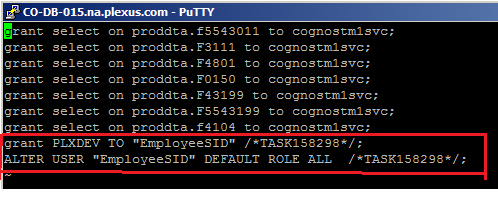 CO-DB-015.na.plexus.com - PuTTY
grant select on proddta.f5543011 to cognostm1svc;
grant select on proddta.F3111 to cognostm1svc;
grant select on proddta.F4801 to cognostm1svc;
grant select on proddta.F0150 to cognostm1svc;
grant select on proddta.F43199 to cognostm1svc;
grant select on proddta.F5543199 to cognostm1svc;
grant select on proddta.f4104 to cognostm1svc;
grant PLXDEV TO "EmployeeSID" /*TASK158298*/;
ALTER USER "EmployeeSID" DEFAULT ROLE ALL  /*TASK158298*/;
~